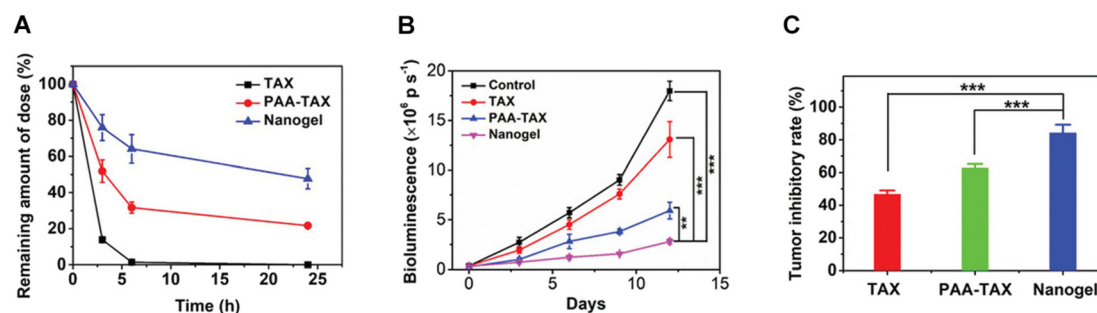 A
Remaining amount of dose (%)
100
80
60
40
20
0
TAX
PAA-TAX
Nanogel
0 5 10 15 20 25
Time (h)
B
Bioluminescence (×10⁶ p s⁻¹)
20
15
10
5
0
Control
TAX
PAA-TAX
Nanogel
**
***
***
0 5 10 15
Days
C
Tumor inhibitory rate (%)
100
80
60
40
20
0
***
***
TAX PAA-TAX Nanogel